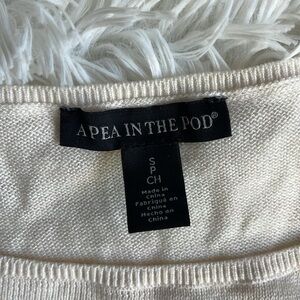 A PEA IN THE POD®
S
P
CH
Made in
China
Fabriqué en
Chine
Hecho en
China